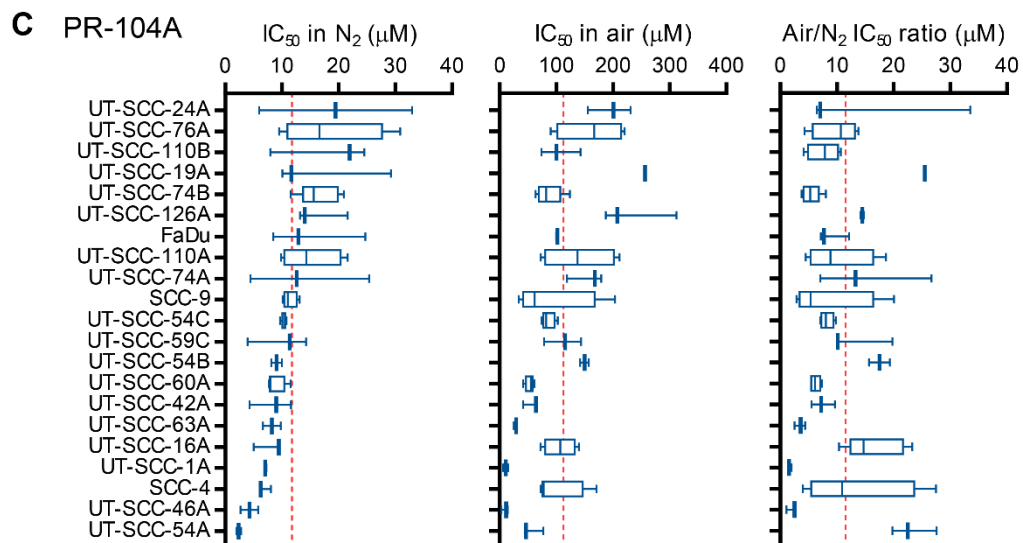 C PR-104A
IC50 in N2 (μM) IC50 in air (μM) Air/N2 IC50 ratio (μM)
0 10 20 30 40 0 100 200 300 400 0 10 20 30 40
UT-SCC-24A
UT-SCC-76A
UT-SCC-110B
UT-SCC-19A
UT-SCC-74B
UT-SCC-126A
FaDu
UT-SCC-110A
UT-SCC-74A
SCC-9
UT-SCC-54C
UT-SCC-59C
UT-SCC-54B
UT-SCC-60A
UT-SCC-42A
UT-SCC-63A
UT-SCC-16A
UT-SCC-1A
SCC-4
UT-SCC-46A
UT-SCC-54A